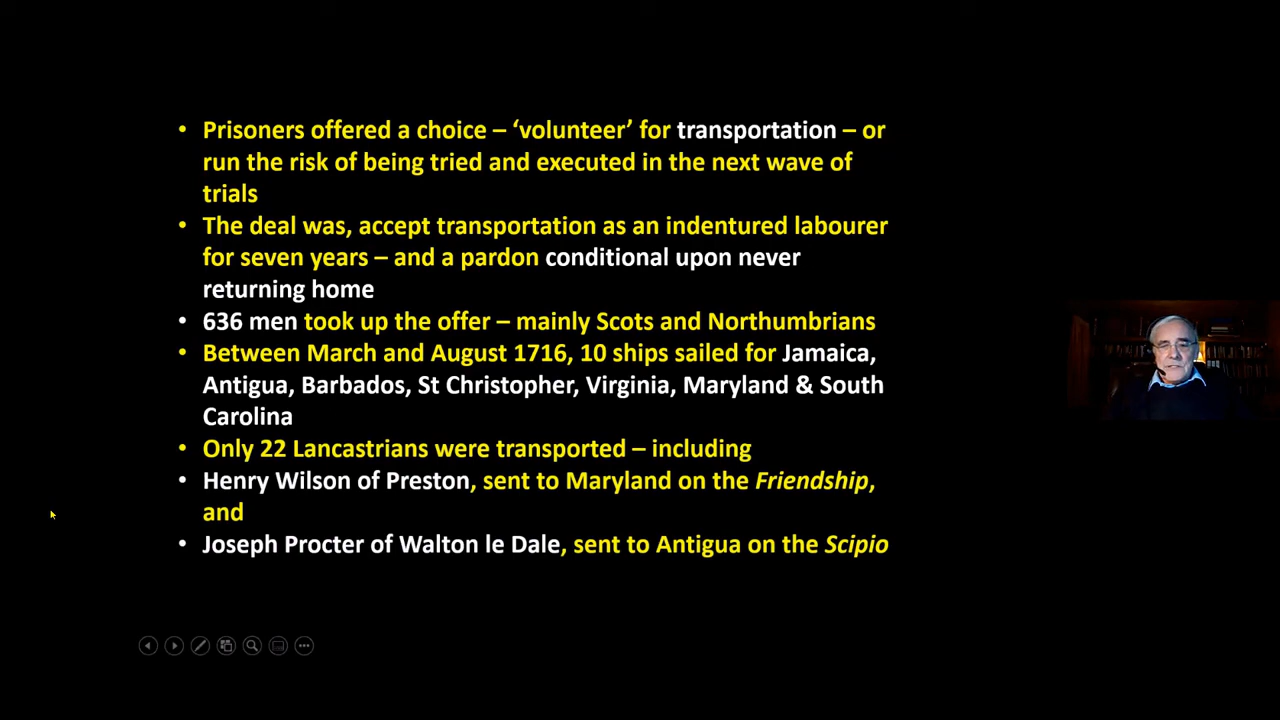 • Prisoners offered a choice – ‘volunteer’ for transportation – or
run the risk of being tried and executed in the next wave of
trials
• The deal was, accept transportation as an indentured labourer
for seven years – and a pardon conditional upon never
returning home
• 636 men took up the offer – mainly Scots and Northumbrians
• Between March and August 1716, 10 ships sailed for Jamaica,
Antigua, Barbados, St Christopher, Virginia, Maryland & South
Carolina
• Only 22 Lancastrians were transported – including
• Henry Wilson of Preston, sent to Maryland on the Friendship,
and
• Joseph Procter of Walton le Dale, sent to Antigua on the Scipio